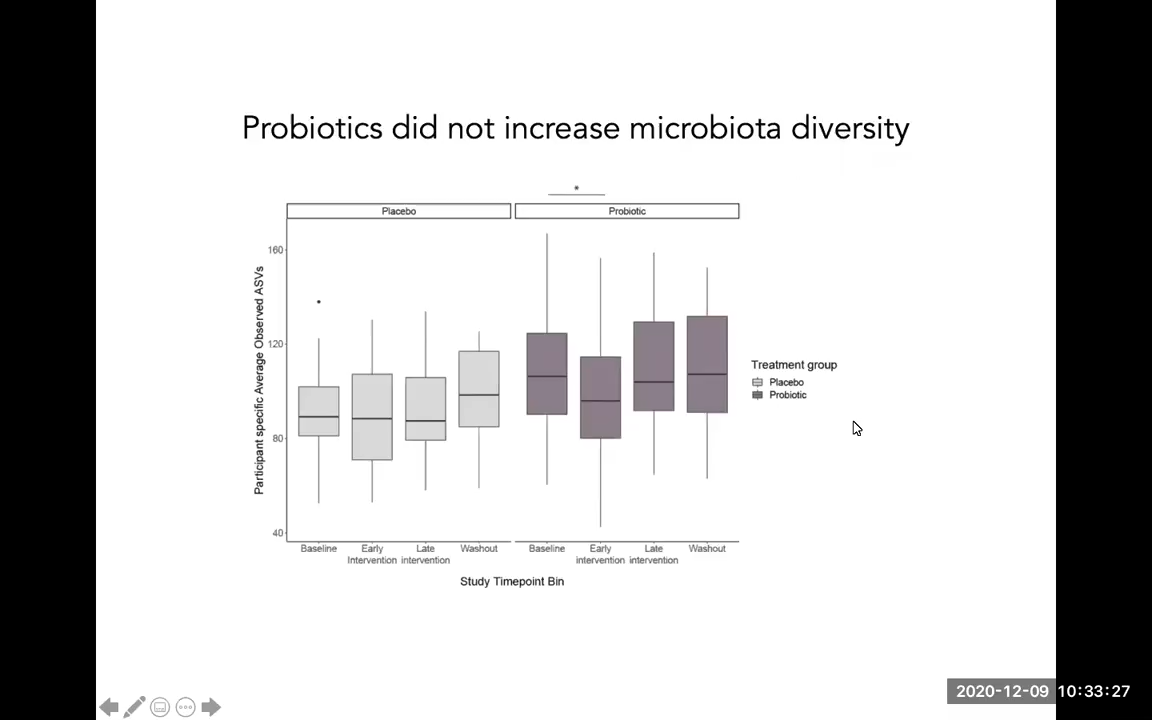 Probiotics did not increase microbiota diversity
*
Placebo
Probiotic
Participant specific Average Observed ASVs
160
120
80
40
Baseline
Early
Intervention
Late
intervention
Washout
Baseline
Early
intervention
Late
intervention
Washout
Study Timepoint Bin
Treatment group
Placebo
Probiotic
2020-12-09 10:33:27